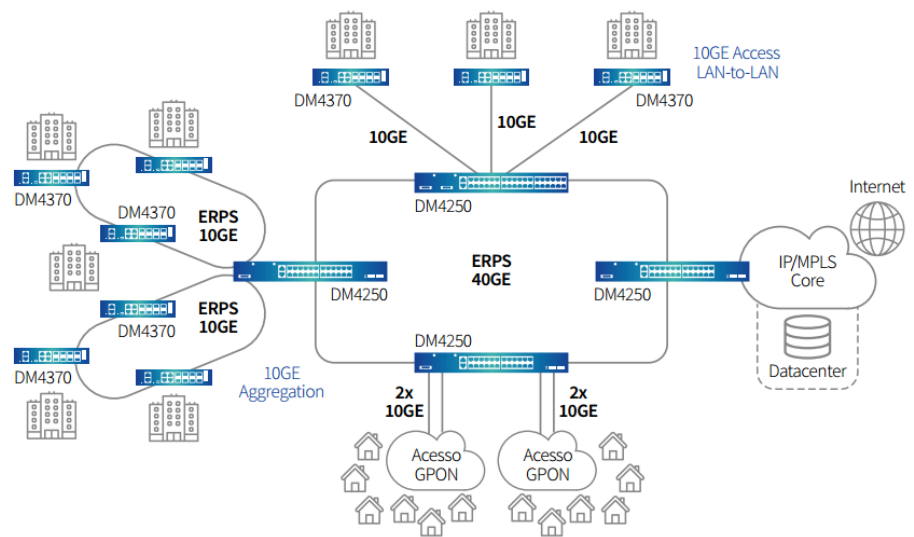 10GE Access
LAN-to-LAN
DM4370
DM4370
10GE
10GE
10GE
DM4250
DM4370
DM4370
ERPS
10GE
ERPS
40GE
Internet
IP/MPLS
Core
DM4250
DM4250
Datacenter
DM4370
ERPS
10GE
DM4370
10GE
Aggregation
DM4250
2x
10GE
2x
10GE
Acesso
GPON
Acesso
GPON